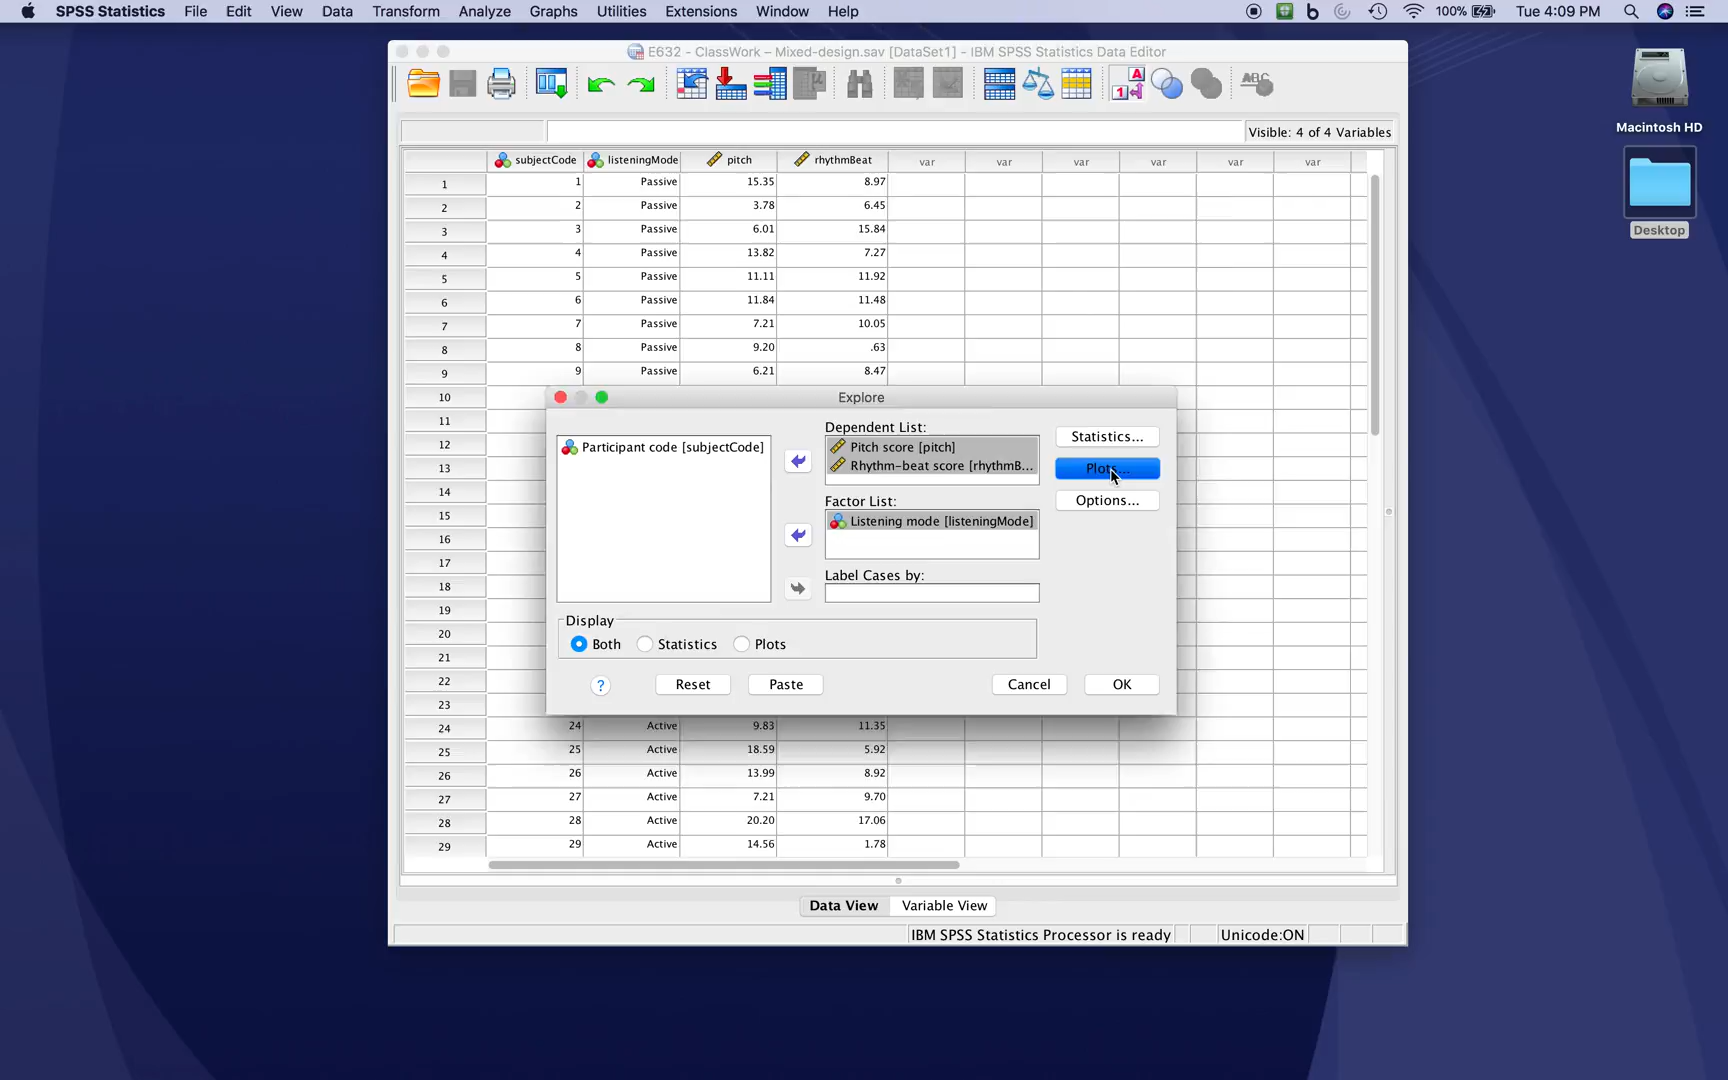 SPSS Statistics File Edit View Data Transform Analyze Graphs Utilities Extensions Window Help 100% Tue 4:09 PM
E632 - ClassWork – Mixed-design.sav [DataSet1] - IBM SPSS Statistics Data Editor
Macintosh HD
Desktop
Visible: 4 of 4 Variables
subjectCode listeningMode pitch rhythmBeat var var var var var var
1 1 Passive 15.35 8.97
2 2 Passive 3.78 6.45
3 3 Passive 6.01 15.84
4 4 Passive 13.82 7.27
5 5 Passive 11.11 11.92
6 6 Passive 11.84 11.48
7 7 Passive 7.21 10.05
8 8 Passive 9.20 .63
9 9 Passive 6.21 8.47
10
11
12
13
14
15
16
17
18
19
20
21
22
23
24 24 Active 9.83 11.35
25 25 Active 18.59 5.92
26 26 Active 13.99 8.92
27 27 Active 7.21 9.70
28 28 Active 20.20 17.06
29 29 Active 14.56 1.78
Explore
Participant code [subjectCode]
Dependent List:
Pitch score [pitch]
Rhythm-beat score [rhythmB...
Factor List:
Listening mode [listeningMode]
Label Cases by:
Statistics...
Plots...
Options...
Display
Both Statistics Plots
? Reset Paste Cancel OK
Data View Variable View
IBM SPSS Statistics Processor is ready Unicode:ON